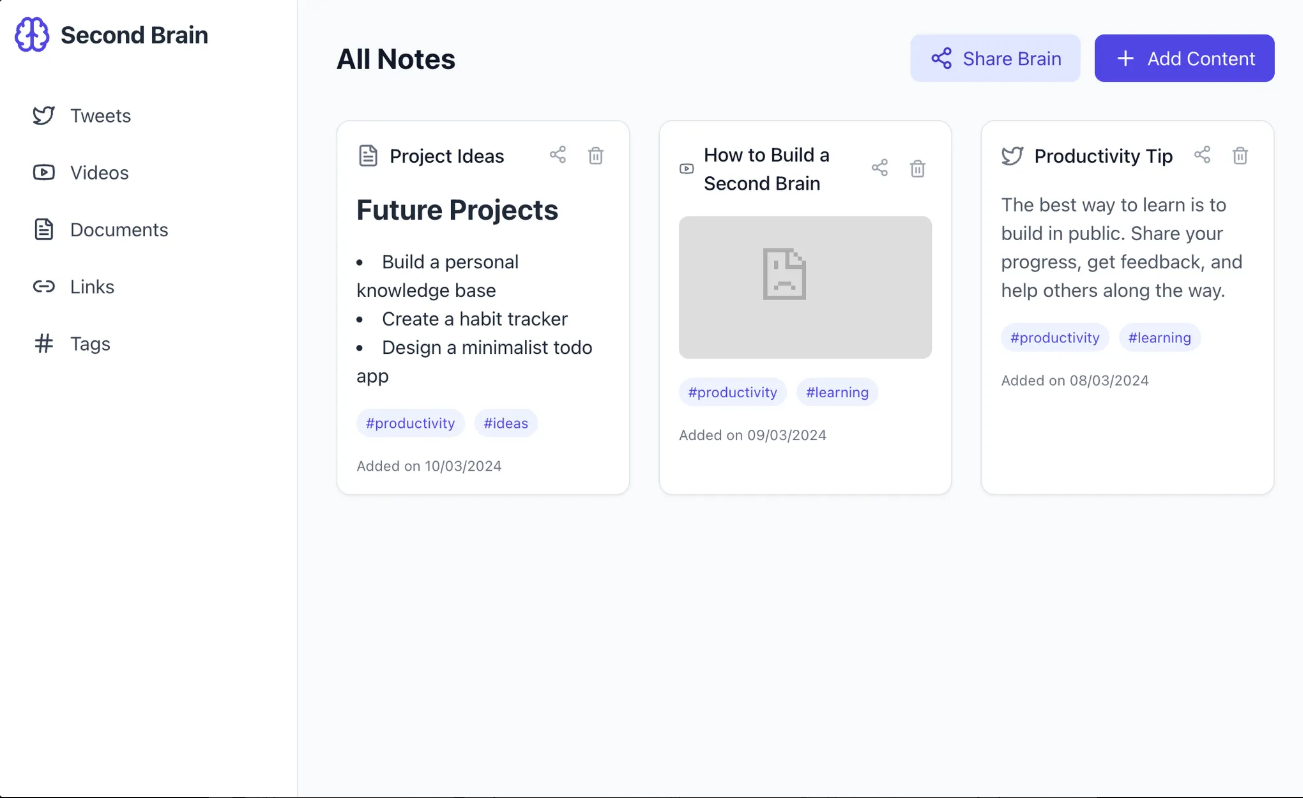 Second Brain
Tweets
Videos
Documents
Links
Tags
All Notes
Share Brain
Add Content
Project Ideas
Future Projects
• Build a personal
knowledge base
• Create a habit tracker
• Design a minimalist todo
app
#productivity #ideas
Added on 10/03/2024
How to Build a
Second Brain
#productivity #learning
Added on 09/03/2024
Productivity Tip
The best way to learn is to
build in public. Share your
progress, get feedback, and
help others along the way.
#productivity #learning
Added on 08/03/2024